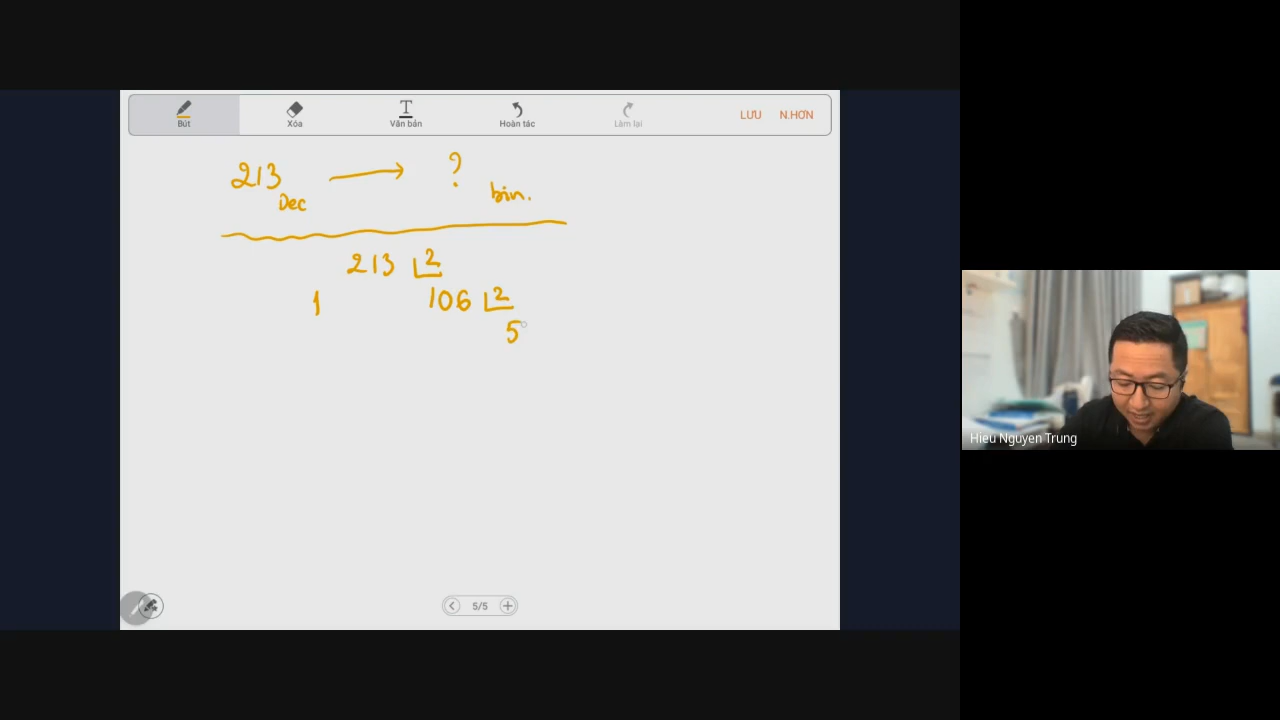 Bút Xóa Văn bản Hoàn tác Làm lại LƯU N.HƠN
213 Dec → ? bin.
213 2
1 106 2
5
5/5
Hieu Nguyen Trung